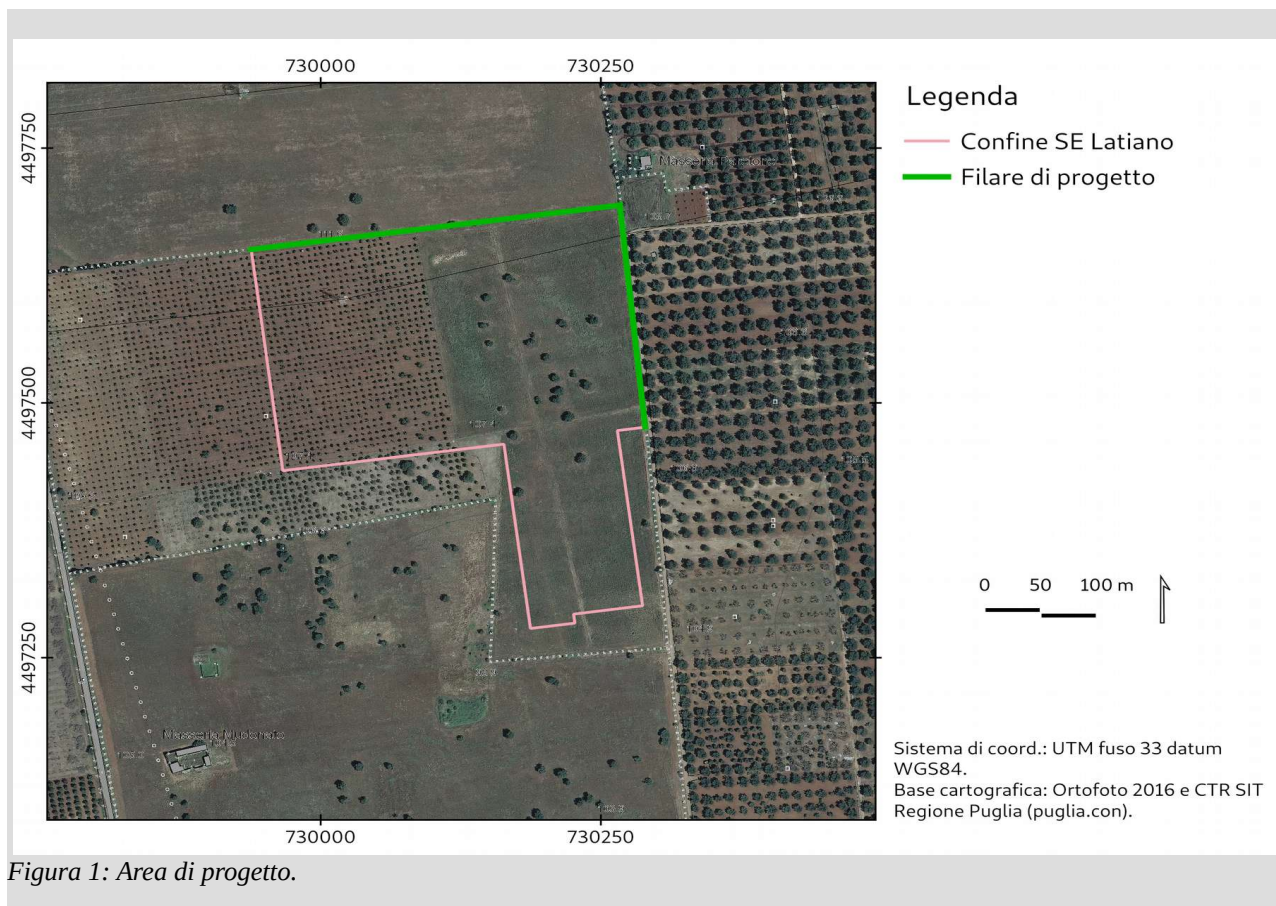 730000 730250
4497750
4497500
4497250
730000 730250
Legenda
Confine SE Latiano
Filare di progetto
0 50 100 m
Sistema di coord.: UTM fuso 33 datum
WGS84.
Base cartografica: Ortofoto 2016 e CTR SIT
Regione Puglia (puglia.con).
Figura 1: Area di progetto.